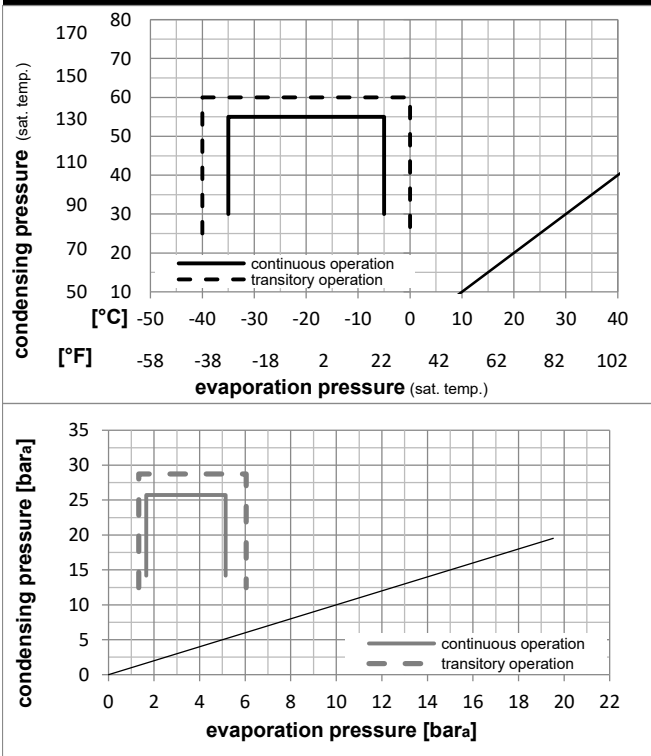 condensing pressure (sat. temp.)
170 80
150 70
60
130 50
110 40
90 30
70 20
50 10
continuous operation
transitory operation
[°C] -50 -40 -30 -20 -10 0 10 20 30 40
[°F] -58 -38 -18 2 22 42 62 82 102
evaporation pressure (sat. temp.)
condensing pressure [bara]
35
30
25
20
15
10
5
0
continuous operation
transitory operation
0 2 4 6 8 10 12 14 16 18 20 22
evaporation pressure [bara]